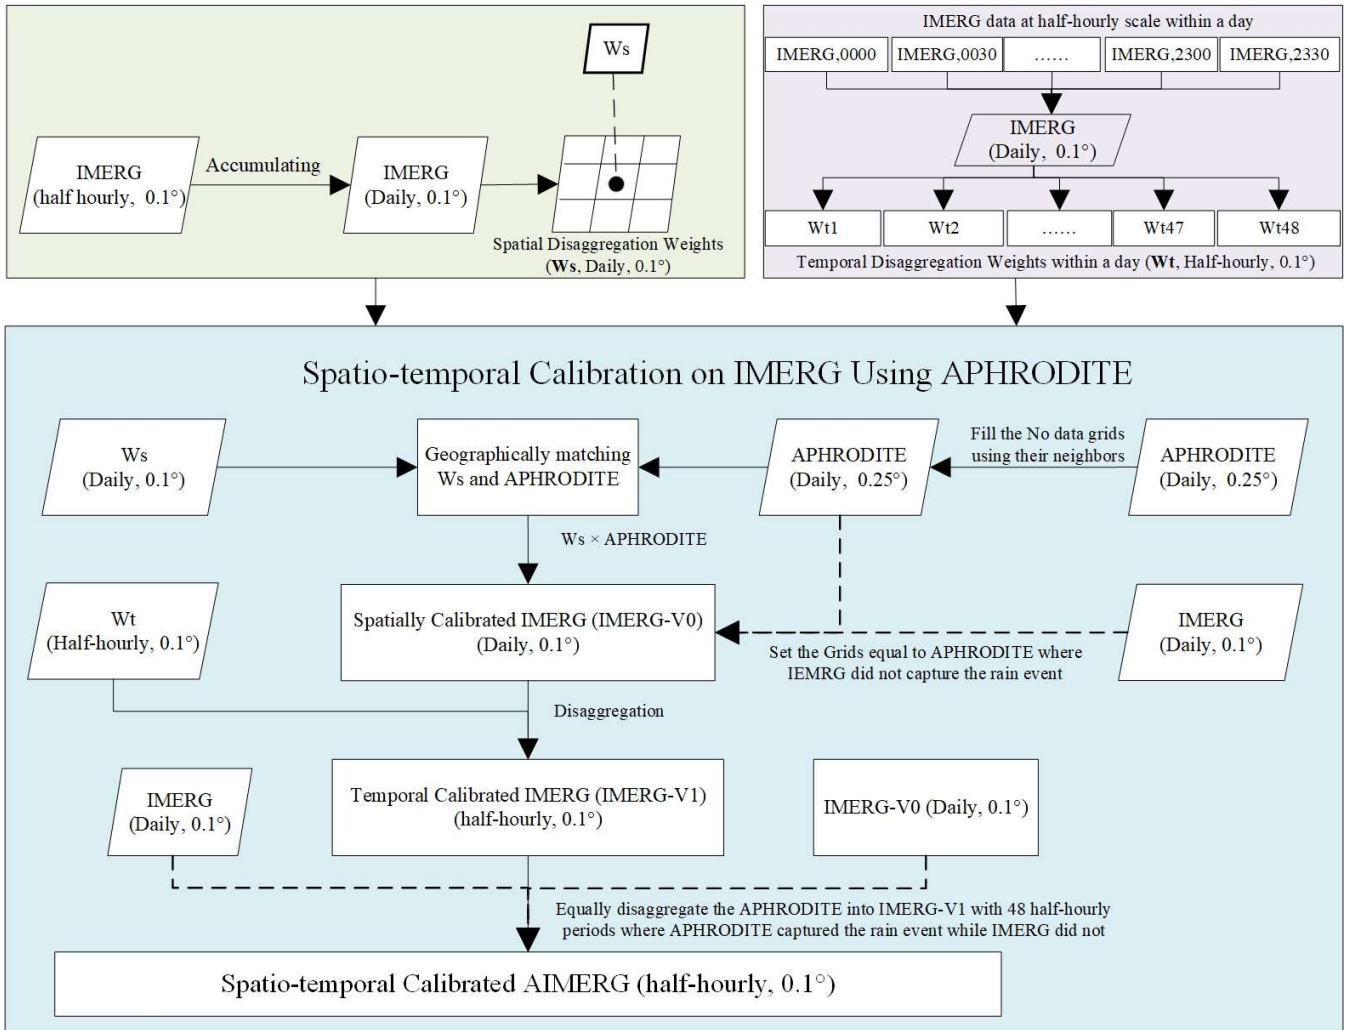 Ws
IMERG
(half hourly, 0.1°)
Accumulating
IMERG
(Daily, 0.1°)
Spatial Disaggregation Weights
(Ws, Daily, 0.1°)
IMERG data at half-hourly scale within a day
IMERG,0000
IMERG,0030
......
IMERG,2300
IMERG,2330
IMERG
(Daily, 0.1°)
Wt1
Wt2
......
Wt47
Wt48
Temporal Disaggregation Weights within a day (Wt, Half-hourly, 0.1°)
Spatio-temporal Calibration on IMERG Using APHRODITE
Ws
(Daily, 0.1°)
Geographically matching
Ws and APHRODITE
APHRODITE
(Daily, 0.25°)
Fill the No data grids
using their neighbors
APHRODITE
(Daily, 0.25°)
Ws × APHRODITE
Wt
(Half-hourly, 0.1°)
Spatially Calibrated IMERG (IMERG-V0)
(Daily, 0.1°)
Set the Grids equal to APHRODITE where
IEMRG did not capture the rain event
IMERG
(Daily, 0.1°)
Disaggregation
IMERG
(Daily, 0.1°)
Temporal Calibrated IMERG (IMERG-V1)
(half-hourly, 0.1°)
IMERG-V0 (Daily, 0.1°)
Equally disaggregate the APHRODITE into IMERG-V1 with 48 half-hourly
periods where APHRODITE captured the rain event while IMERG did not
Spatio-temporal Calibrated AIMERG (half-hourly, 0.1°)